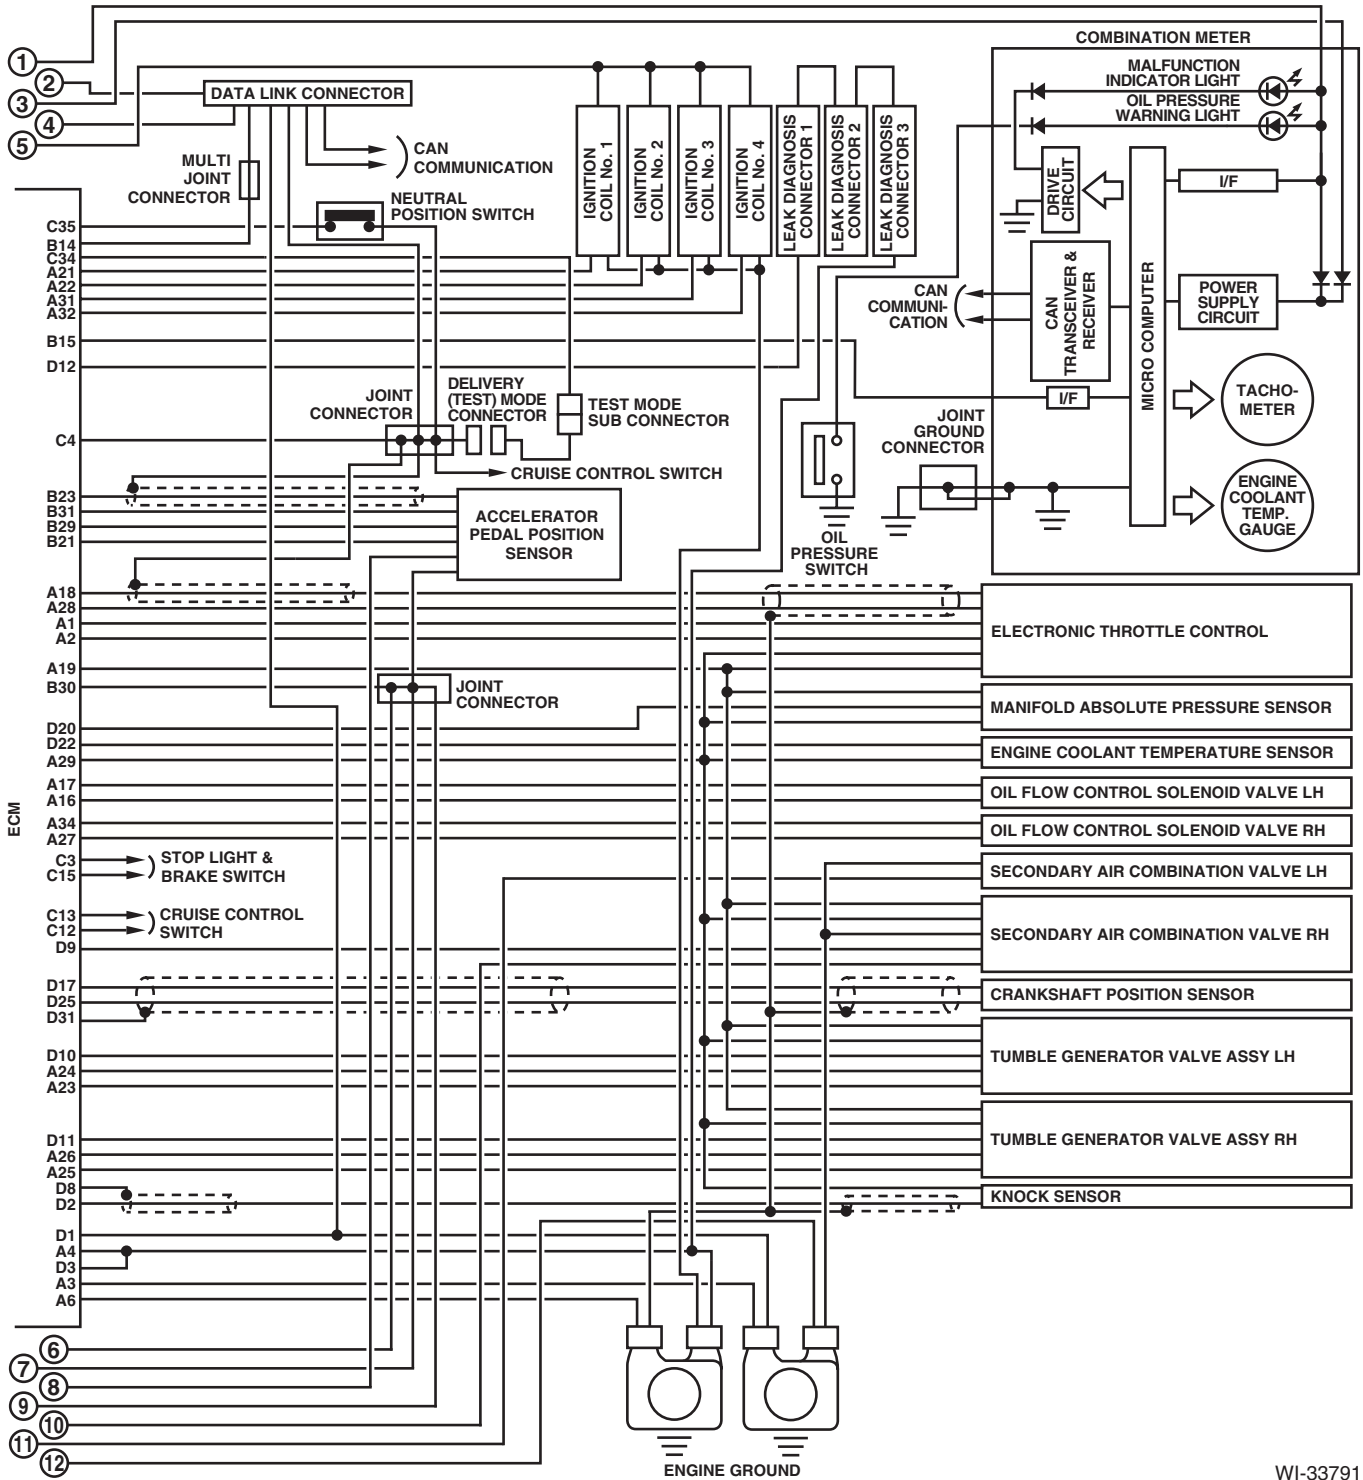 COMBINATION METER
1
2
3
4
5
DATA LINK CONNECTOR
MALFUNCTION
INDICATOR LIGHT
OIL PRESSURE
WARNING LIGHT
CAN
COMMUNICATION
MULTI
JOINT
CONNECTOR
NEUTRAL
POSITION SWITCH
IGNITION
COIL No. 1
IGNITION
COIL No. 2
IGNITION
COIL No. 3
IGNITION
COIL No. 4
LEAK DIAGNOSIS
CONNECTOR 1
LEAK DIAGNOSIS
CONNECTOR 2
LEAK DIAGNOSIS
CONNECTOR 3
DRIVE
CIRCUIT
I/F
CAN
COMMUNI-
CATION
CAN
TRANSCEIVER &
RECEIVER
MICRO COMPUTER
POWER
SUPPLY
CIRCUIT
I/F
TACHO-
METER
ENGINE
COOLANT
TEMP.
GAUGE
JOINT
GROUND
CONNECTOR
OIL
PRESSURE
SWITCH
JOINT
CONNECTOR
DELIVERY
(TEST) MODE
CONNECTOR
TEST MODE
SUB CONNECTOR
CRUISE CONTROL SWITCH
ACCELERATOR
PEDAL POSITION
SENSOR
JOINT
CONNECTOR
ECM
C35
B14
C34
A21
A22
A31
A32
B15
D12
C4
B23
B31
B29
B21
A18
A28
A1
A2
A19
B30
D20
D22
A29
A17
A16
A34
A27
C3
C15
STOP LIGHT &
BRAKE SWITCH
C13
C12
CRUISE CONTROL
SWITCH
D9
D17
D25
D31
D10
A24
A23
D11
A26
A25
D8
D2
D1
A4
D3
A3
A6
ELECTRONIC THROTTLE CONTROL
MANIFOLD ABSOLUTE PRESSURE SENSOR
ENGINE COOLANT TEMPERATURE SENSOR
OIL FLOW CONTROL SOLENOID VALVE LH
OIL FLOW CONTROL SOLENOID VALVE RH
SECONDARY AIR COMBINATION VALVE LH
SECONDARY AIR COMBINATION VALVE RH
CRANKSHAFT POSITION SENSOR
TUMBLE GENERATOR VALVE ASSY LH
TUMBLE GENERATOR VALVE ASSY RH
KNOCK SENSOR
6
7
8
9
10
11
12
ENGINE GROUND
WI-33791